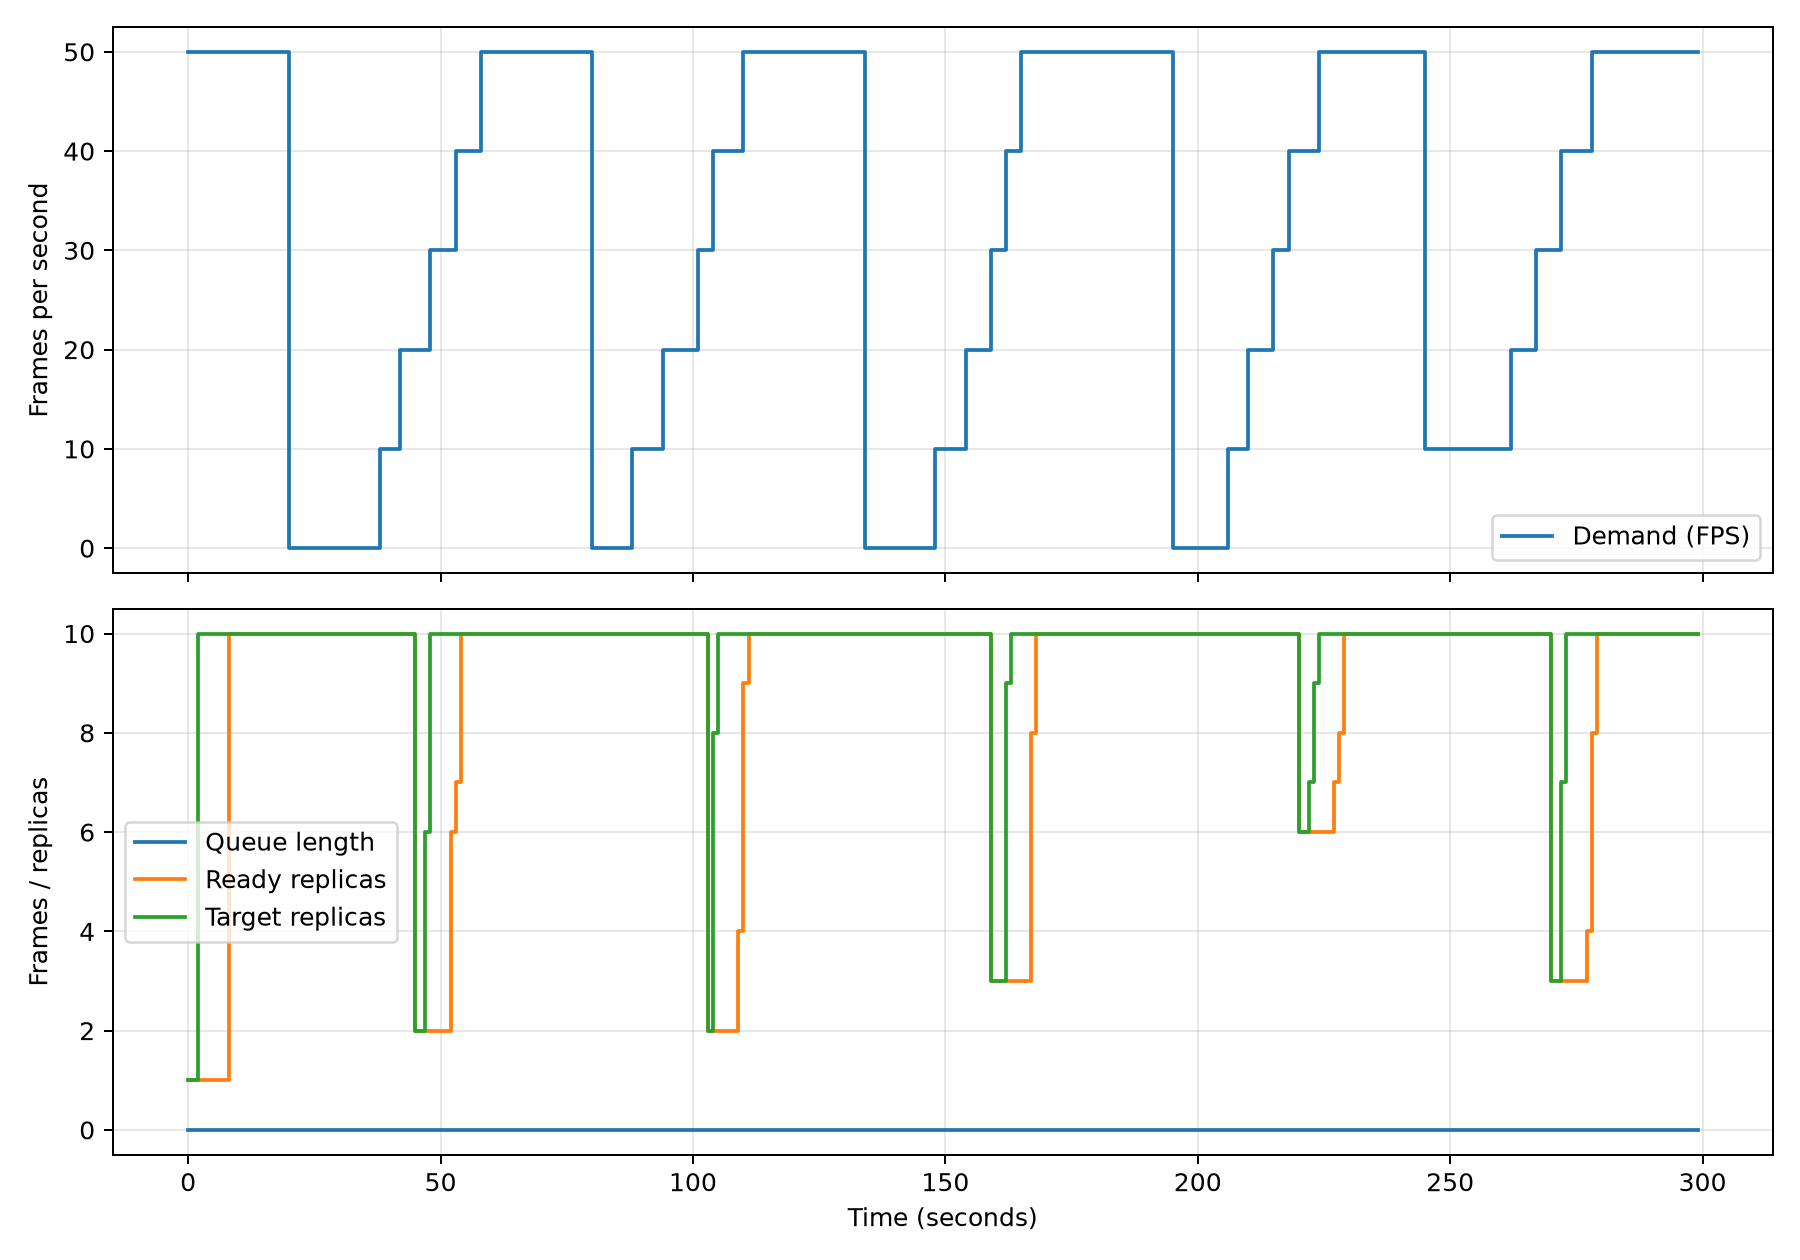 50
40
30
20
10
0
Frames per second
Demand (FPS)
10
8
6
4
2
0
Frames / replicas
Queue length
Ready replicas
Target replicas
0 50 100 150 200 250 300
Time (seconds)